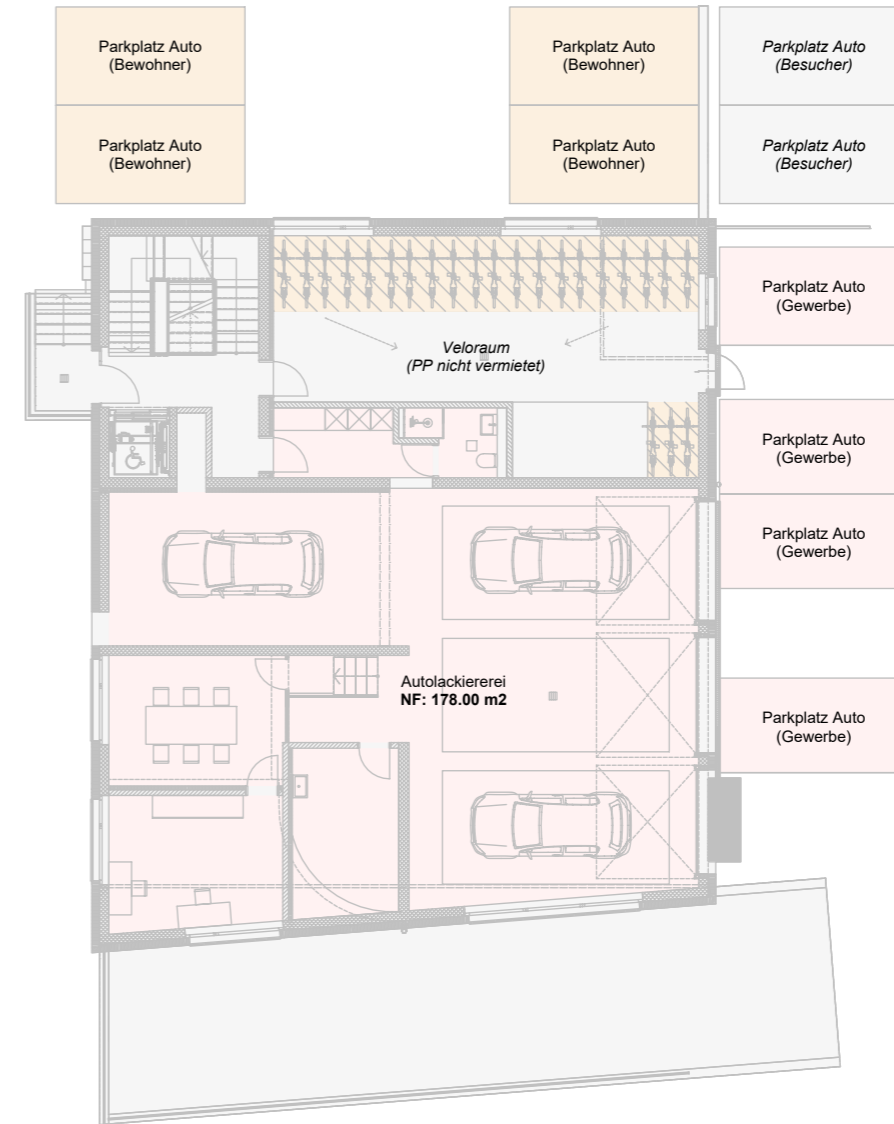 Parkplatz Auto
(Bewohner)
Parkplatz Auto
(Bewohner)
Parkplatz Auto
(Besucher)
Parkplatz Auto
(Bewohner)
Parkplatz Auto
(Bewohner)
Parkplatz Auto
(Besucher)
Parkplatz Auto
(Gewerbe)
Veloraum
(PP nicht vermietet)
Parkplatz Auto
(Gewerbe)
Parkplatz Auto
(Gewerbe)
Autolackiererei
NF: 178.00 m2
Parkplatz Auto
(Gewerbe)